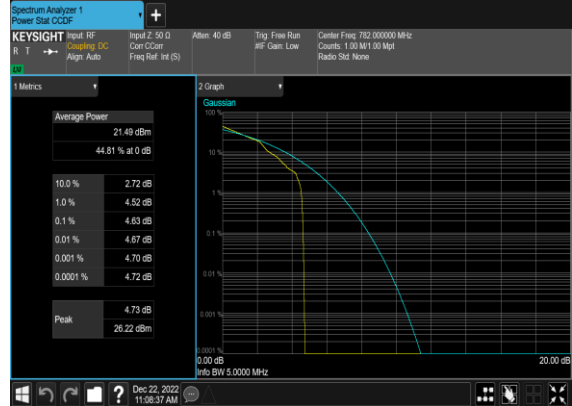 Spectrum Analyzer 1
Power Stat CCDF
+
KEYSIGHT
R T
Input: RF
Coupling: DC
Align: Auto
Input Z: 50 Ω
Corr CCorr
Freq Ref: Int (S)
Atten: 40 dB
Trig: Free Run
#IF Gain: Low
Center Freq: 782.000000 MHz
Counts: 1.00 M/1.00 Mpt
Radio Std: None
1 Metrics
Average Power
21.49 dBm
44.81 % at 0 dB
10.0 % 2.72 dB
1.0 % 4.52 dB
0.1 % 4.63 dB
0.01 % 4.67 dB
0.001 % 4.70 dB
0.0001 % 4.72 dB
Peak
4.73 dB
26.22 dBm
2 Graph
Gaussian
100 %
10 %
1 %
0.1 %
0.01 %
0.001 %
0.0001 %
0.00 dB
20.00 dB
Info BW 5.0000 MHz
?
Dec 22, 2022
11:08:37 AM